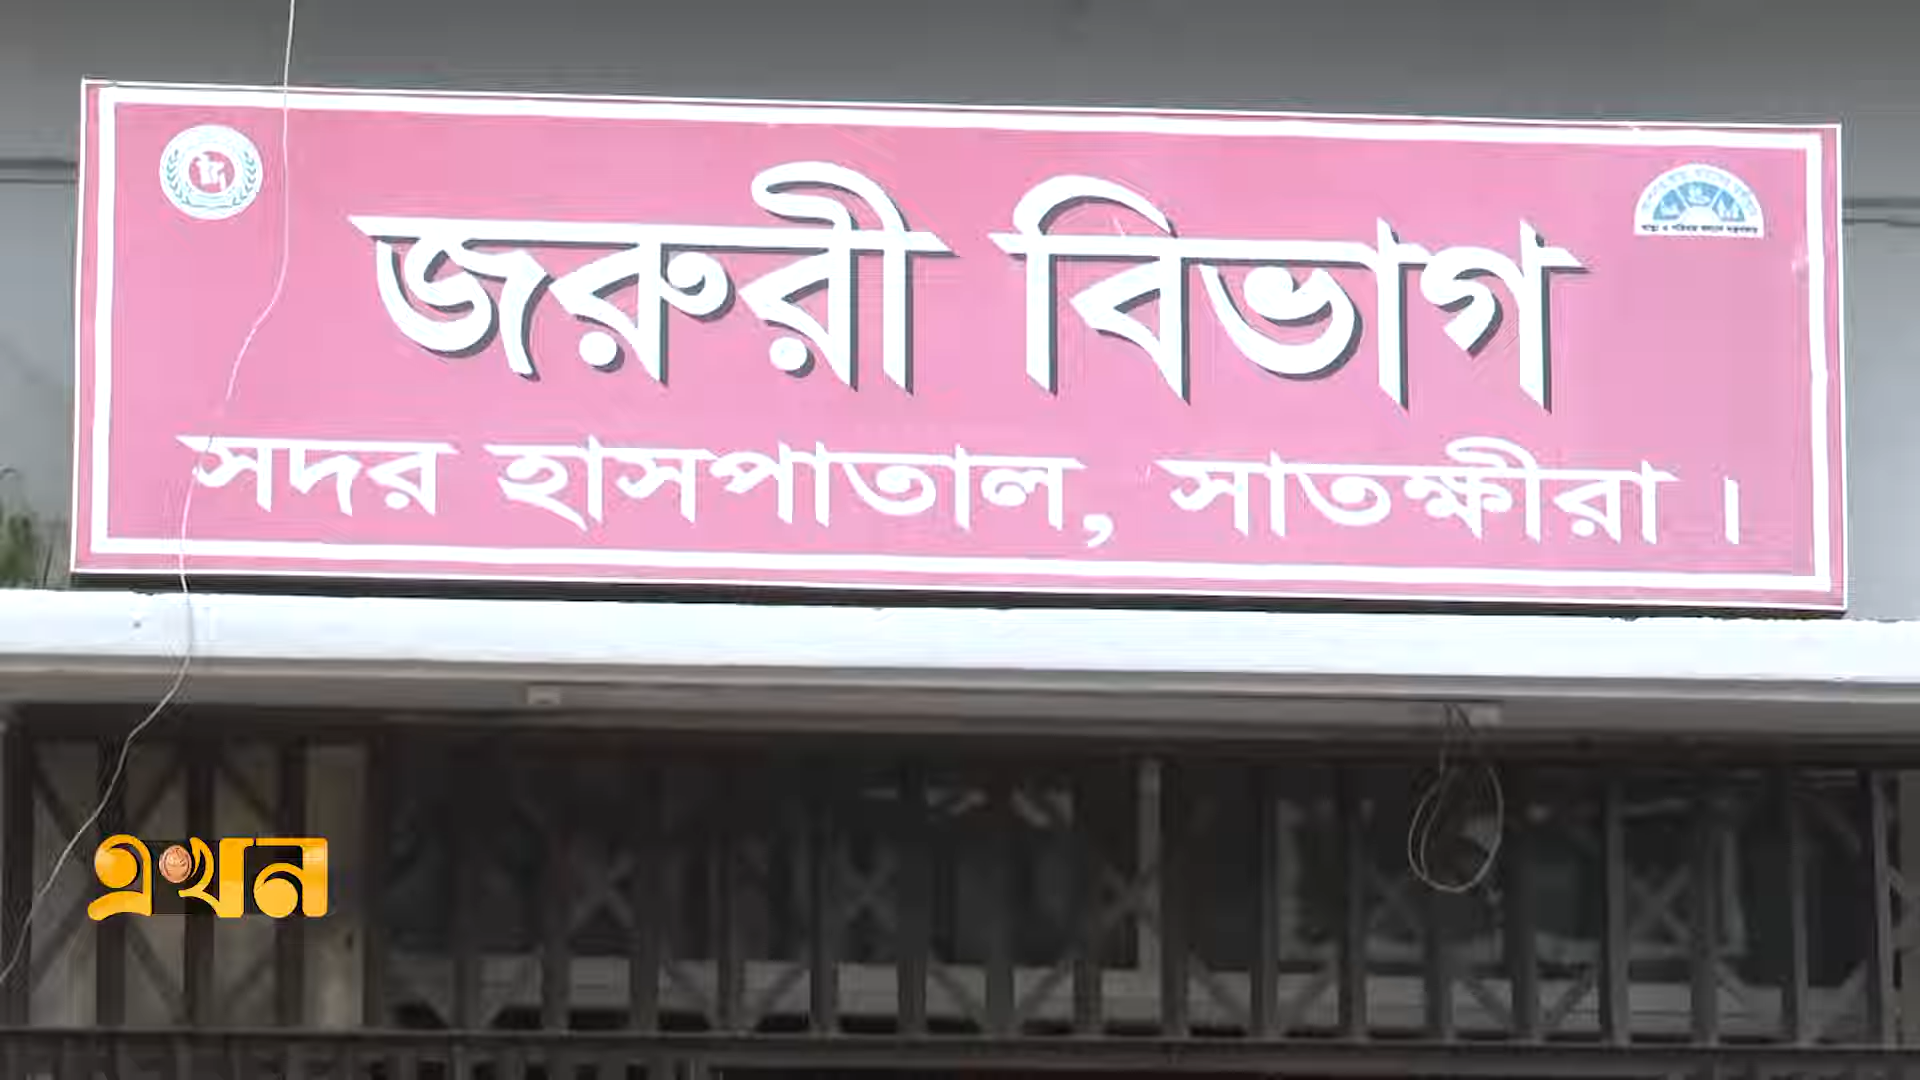 জরুরী বিভাগ
সদর হাসপাতাল, সাতক্ষীরা।
এখন